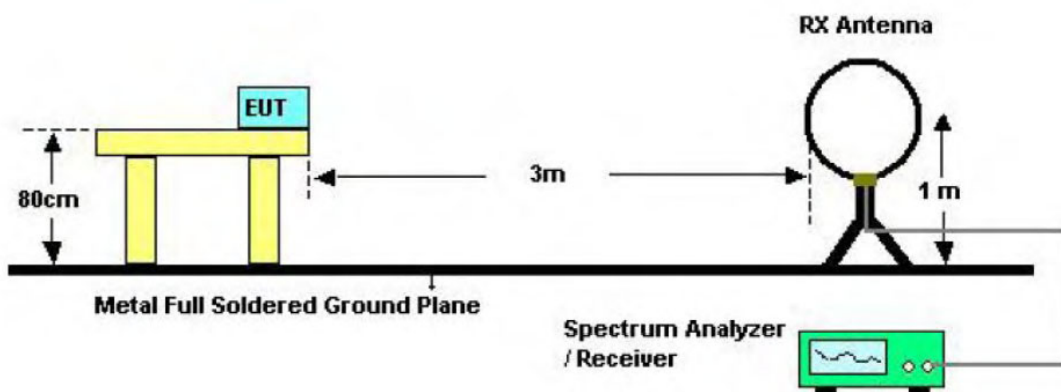 RX Antenna
EUT
80cm
3m
1 m
Metal Full Soldered Ground Plane
Spectrum Analyzer
/ Receiver